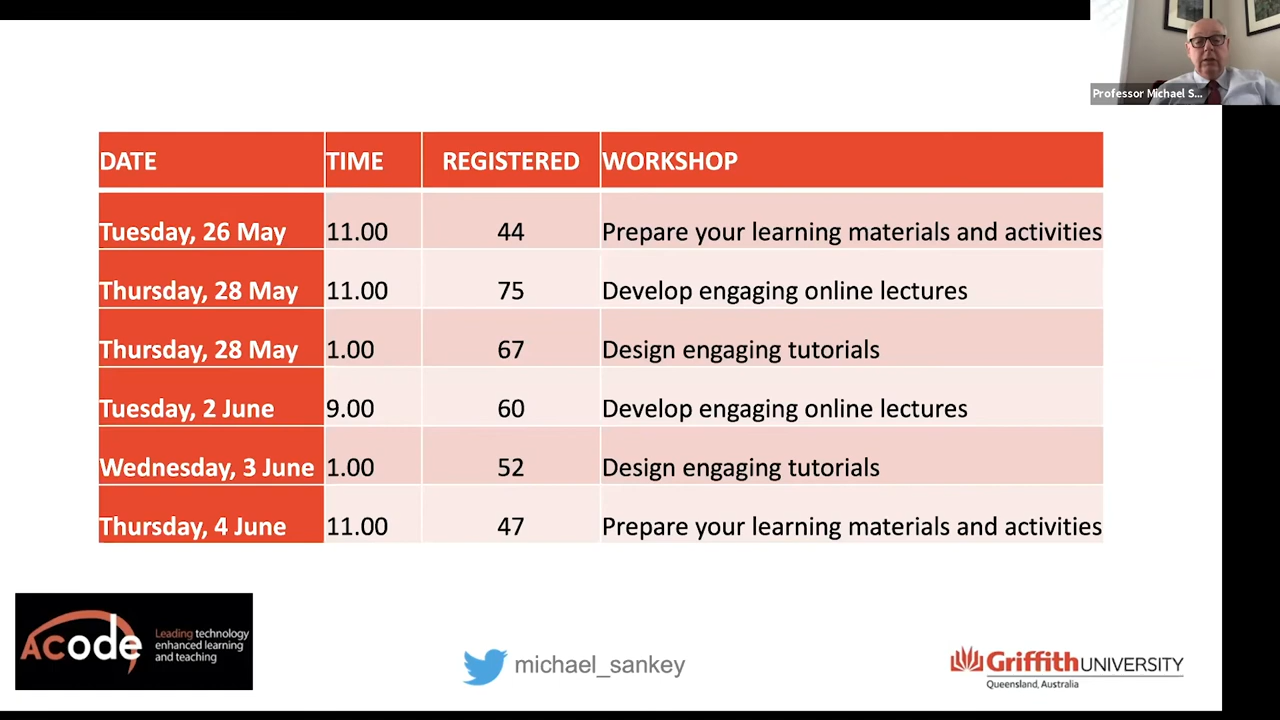 Professor Michael S...
DATE TIME REGISTERED WORKSHOP
Tuesday, 26 May 11.00 44 Prepare your learning materials and activities
Thursday, 28 May 11.00 75 Develop engaging online lectures
Thursday, 28 May 1.00 67 Design engaging tutorials
Tuesday, 2 June 9.00 60 Develop engaging online lectures
Wednesday, 3 June 1.00 52 Design engaging tutorials
Thursday, 4 June 11.00 47 Prepare your learning materials and activities
ACode
Leading technology
enhanced learning
and teaching
michael_sankey
Griffith UNIVERSITY
Queensland, Australia